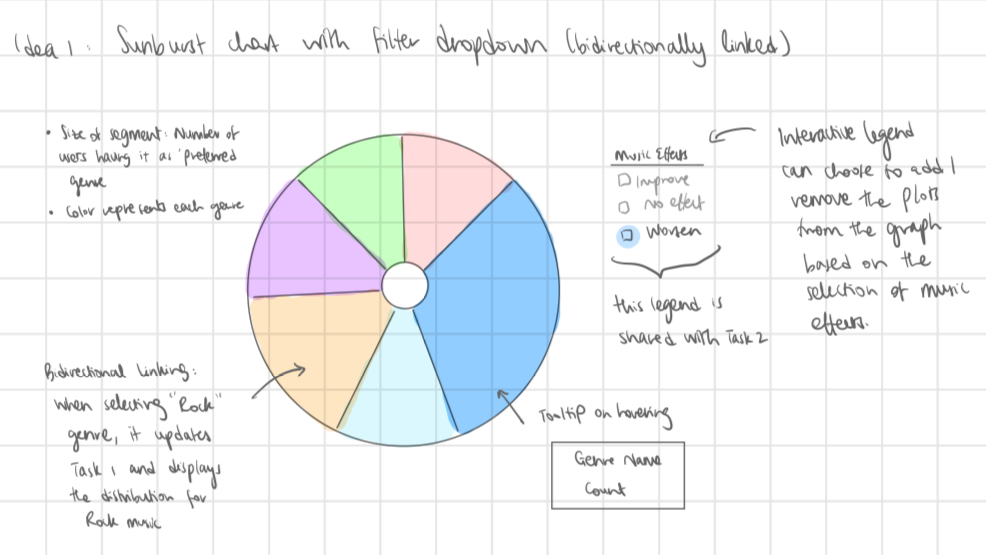 Idea 1: Sunburst chart with filter dropdown (bidirectionally linked)
• Size of segment: Number of
users having it as preferred
genre
• Color represents each genre
Music Effects
Improve
No effect
Worsen
this legend is
shared with Task 2
Interactive legend
can choose to add/
remove the plots
from the graph
based on the
selection of music
effects.
Bidirectional Linking:
when selecting "Rock"
genre, it updates
Task 1 and displays
the distribution for
Rock music
Tooltip on hovering
Genre Name
Count